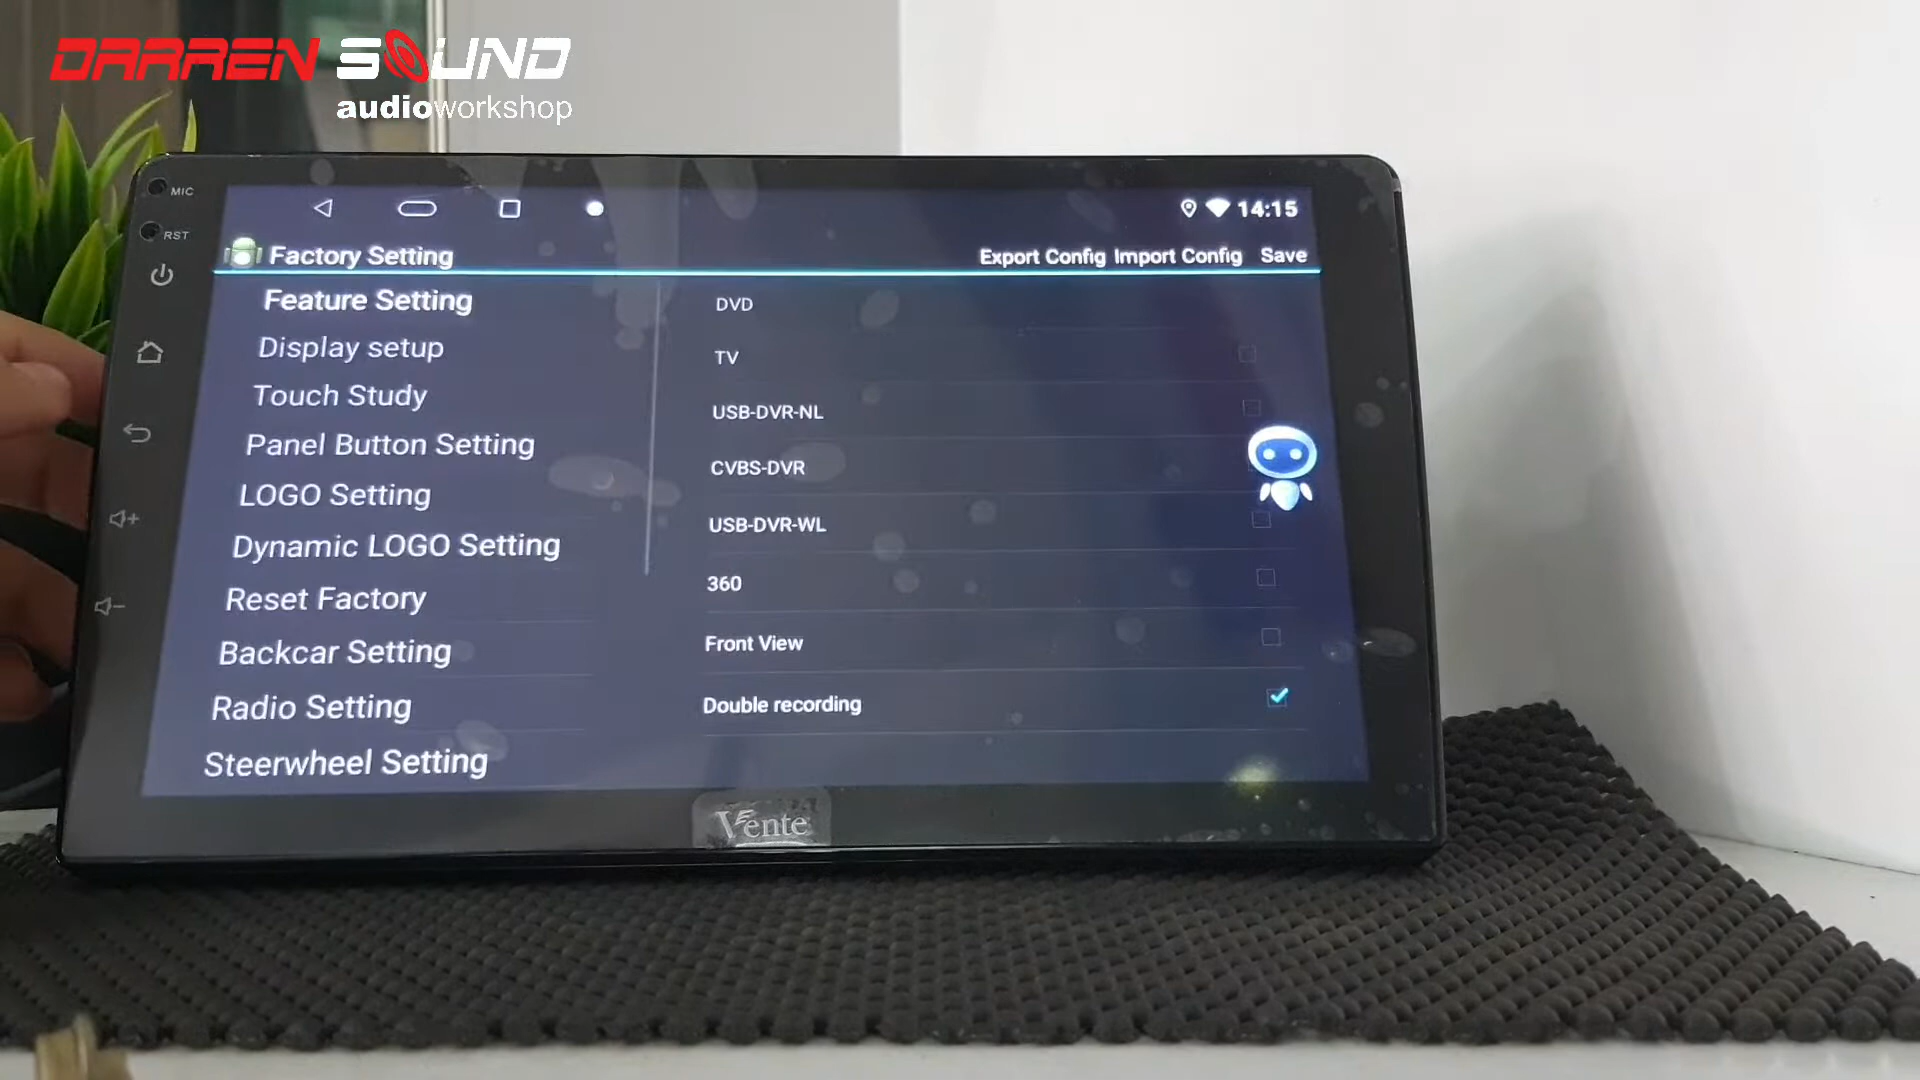 DARREN SOUND
audioworkshop
MIC
RST
14:15
Factory Setting
Export Config Import Config Save
Feature Setting
Display setup
Touch Study
Panel Button Setting
LOGO Setting
Dynamic LOGO Setting
Reset Factory
Backcar Setting
Radio Setting
Steerwheel Setting
DVD
TV
USB-DVR-NL
CVBS-DVR
USB-DVR-WL
360
Front View
Double recording
Vente